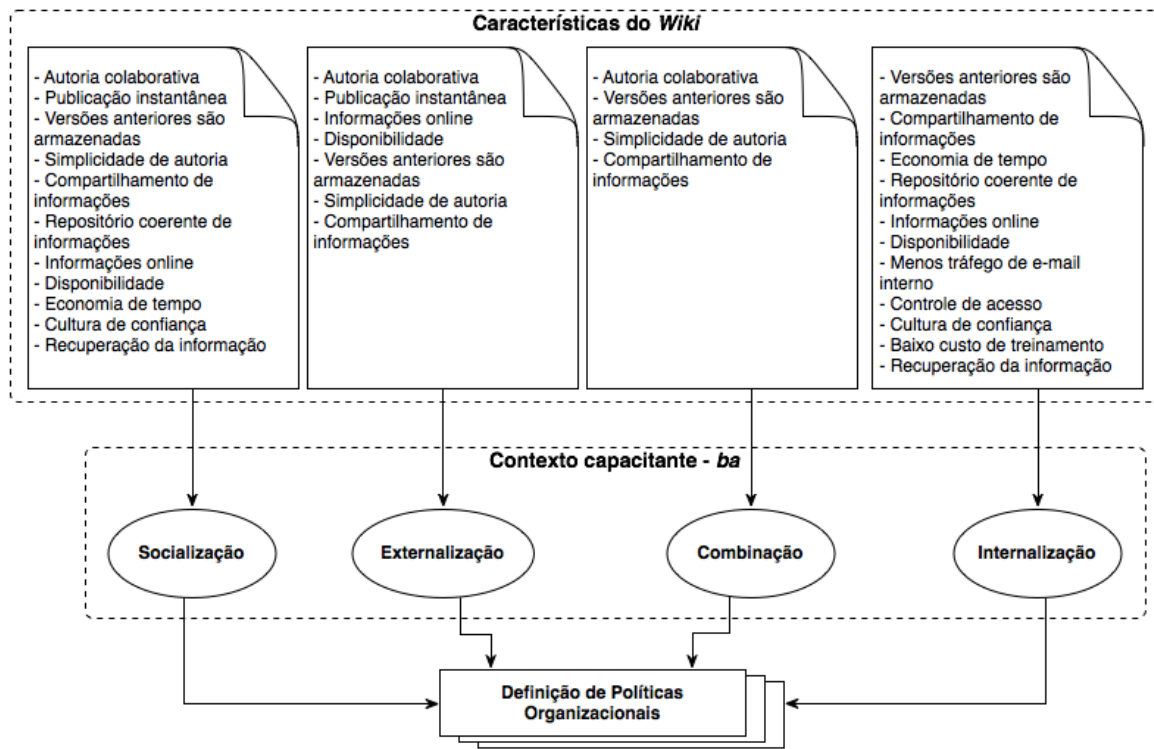 Características do Wiki
- Autoria colaborativa
- Publicação instantânea
- Versões anteriores são
armazenadas
- Simplicidade de autoria
- Compartilhamento de
informações
- Repositório coerente de
informações
- Informações online
- Disponibilidade
- Economia de tempo
- Cultura de confiança
- Recuperação da informação
- Autoria colaborativa
- Publicação instantânea
- Informações online
- Disponibilidade
- Versões anteriores são
armazenadas
- Simplicidade de autoria
- Compartilhamento de
informações
- Autoria colaborativa
- Versões anteriores são
armazenadas
- Simplicidade de autoria
- Compartilhamento de
informações
- Versões anteriores são
armazenadas
- Compartilhamento de
informações
- Economia de tempo
- Repositório coerente de
informações
- Informações online
- Disponibilidade
- Menos tráfego de e-mail
interno
- Controle de acesso
- Cultura de confiança
- Baixo custo de treinamento
- Recuperação da informação
Contexto capacitante - ba
Socialização
Externalização
Combinação
Internalização
Definição de Políticas
Organizacionais